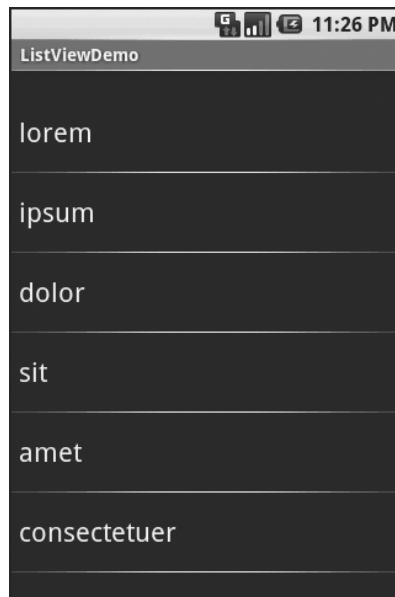 G 11:26 PM
ListViewDemo
lorem
ipsum
dolor
sit
amet
consectetuer